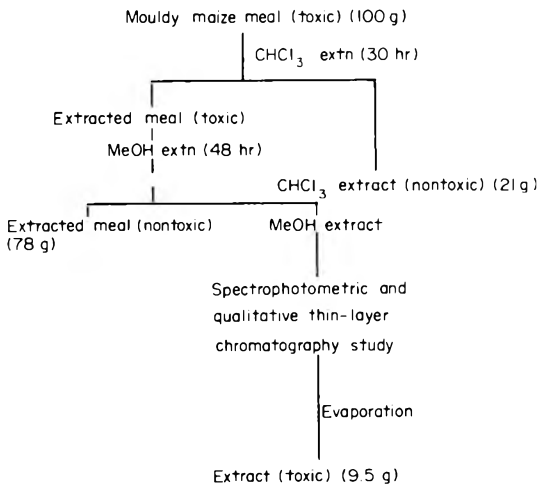 Mouldy maize meal (toxic) (100 g)
CHCl3 extn (30 hr)
Extracted meal (toxic)
MeOH extn (48 hr)
CHCl3 extract (nontoxic) (21 g)
Extracted meal (nontoxic)
(78 g)
MeOH extract
Spectrophotometric and
qualitative thin-layer
chromatography study
Evaporation
Extract (toxic) (9.5 g)